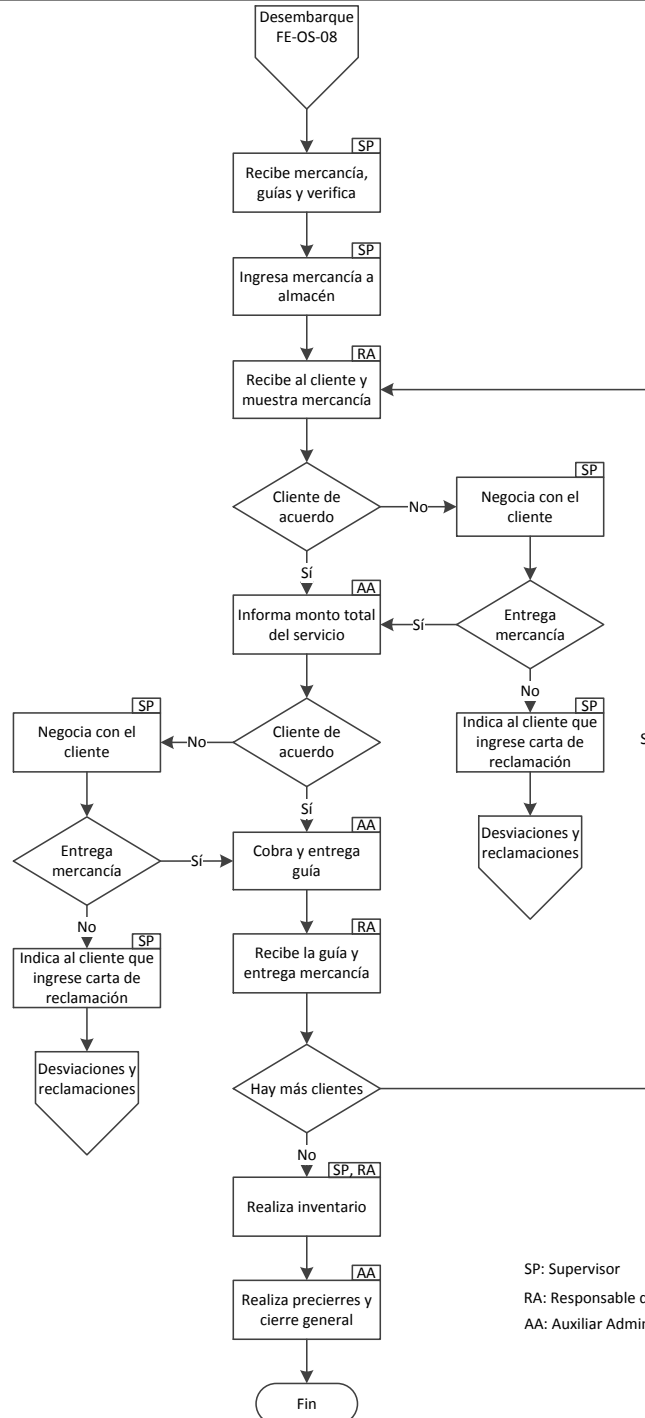 Desembarque
FE-OS-08
SP
Recibe mercancía,
guías y verifica
SP
Ingresa mercancía a
almacén
RA
Recibe al cliente y
muestra mercancía
Cliente de
acuerdo
No
SP
Negocia con el
cliente
Sí
AA
Informa monto total
del servicio
Sí
Entrega
mercancía
No
SP
Indica al cliente que
ingrese carta de
reclamación
S
Desviaciones y
reclamaciones
Cliente de
acuerdo
No
SP
Negocia con el
cliente
Sí
Entrega
mercancía
Sí
AA
Cobra y entrega
guía
No
SP
Indica al cliente que
ingrese carta de
reclamación
Desviaciones y
reclamaciones
RA
Recibe la guía y
entrega mercancía
Hay más clientes
No
SP, RA
Realiza inventario
AA
Realiza precierres y
cierre general
Fin
SP: Supervisor
RA: Responsable
AA: Auxiliar